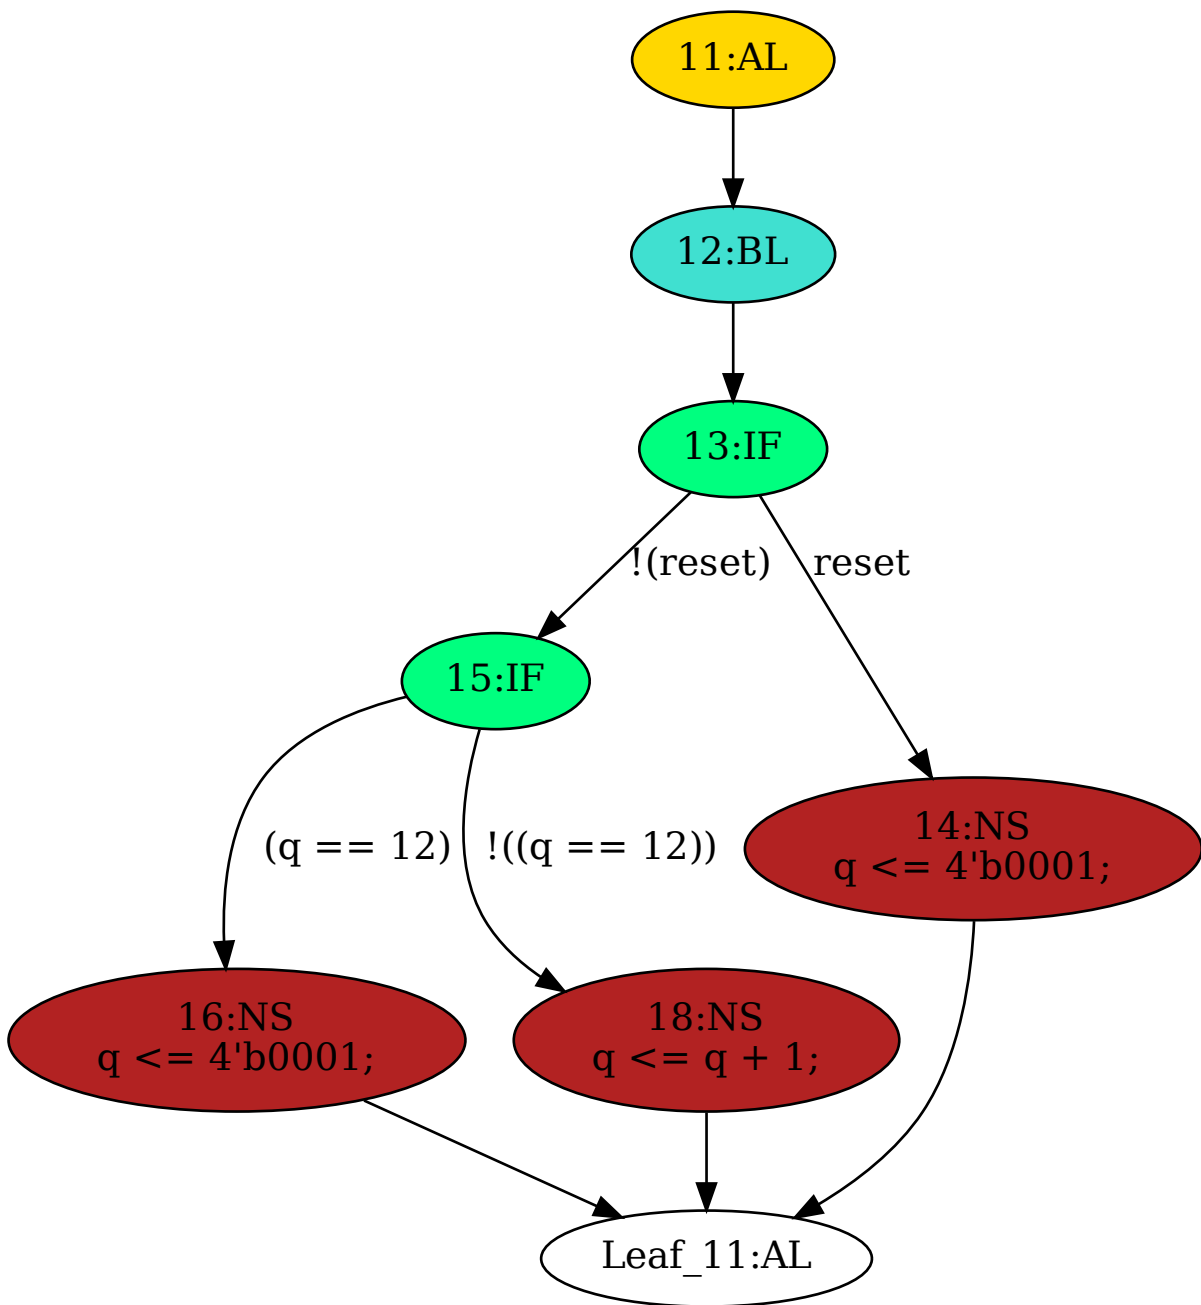 11:AL
12:BL
13:IF
!(reset)
reset
15:IF
(q == 12)
!((q == 12))
14:NS
q <= 4'b0001;
16:NS
q <= 4'b0001;
18:NS
q <= q + 1;
Leaf_11:AL